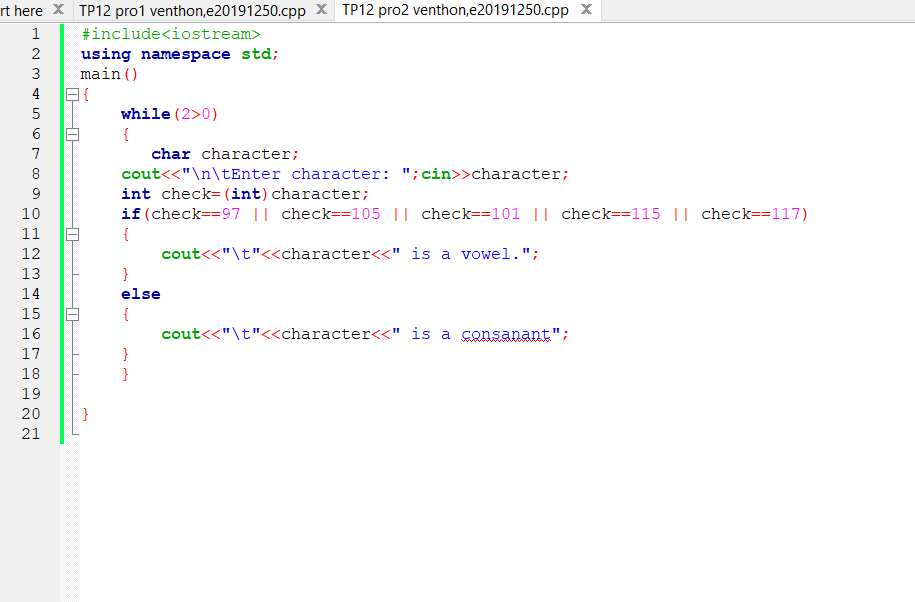 rt here X TP12 pro1 venthon,e20191250.cpp X TP12 pro2 venthon,e20191250.cpp X
1 #include<iostream>
2 using namespace std;
3 main()
4 {
5 while(2>0)
6 {
7 char character;
8 cout<<"\n\tEnter character: ";cin>>character;
9 int check=(int)character;
10 if(check==97 || check==105 || check==101 || check==115 || check==117)
11 {
12 cout<<"\t"<<character<<" is a vowel.";
13 }
14 else
15 {
16 cout<<"\t"<<character<<" is a consanant";
17 }
18 }
19
20 }
21